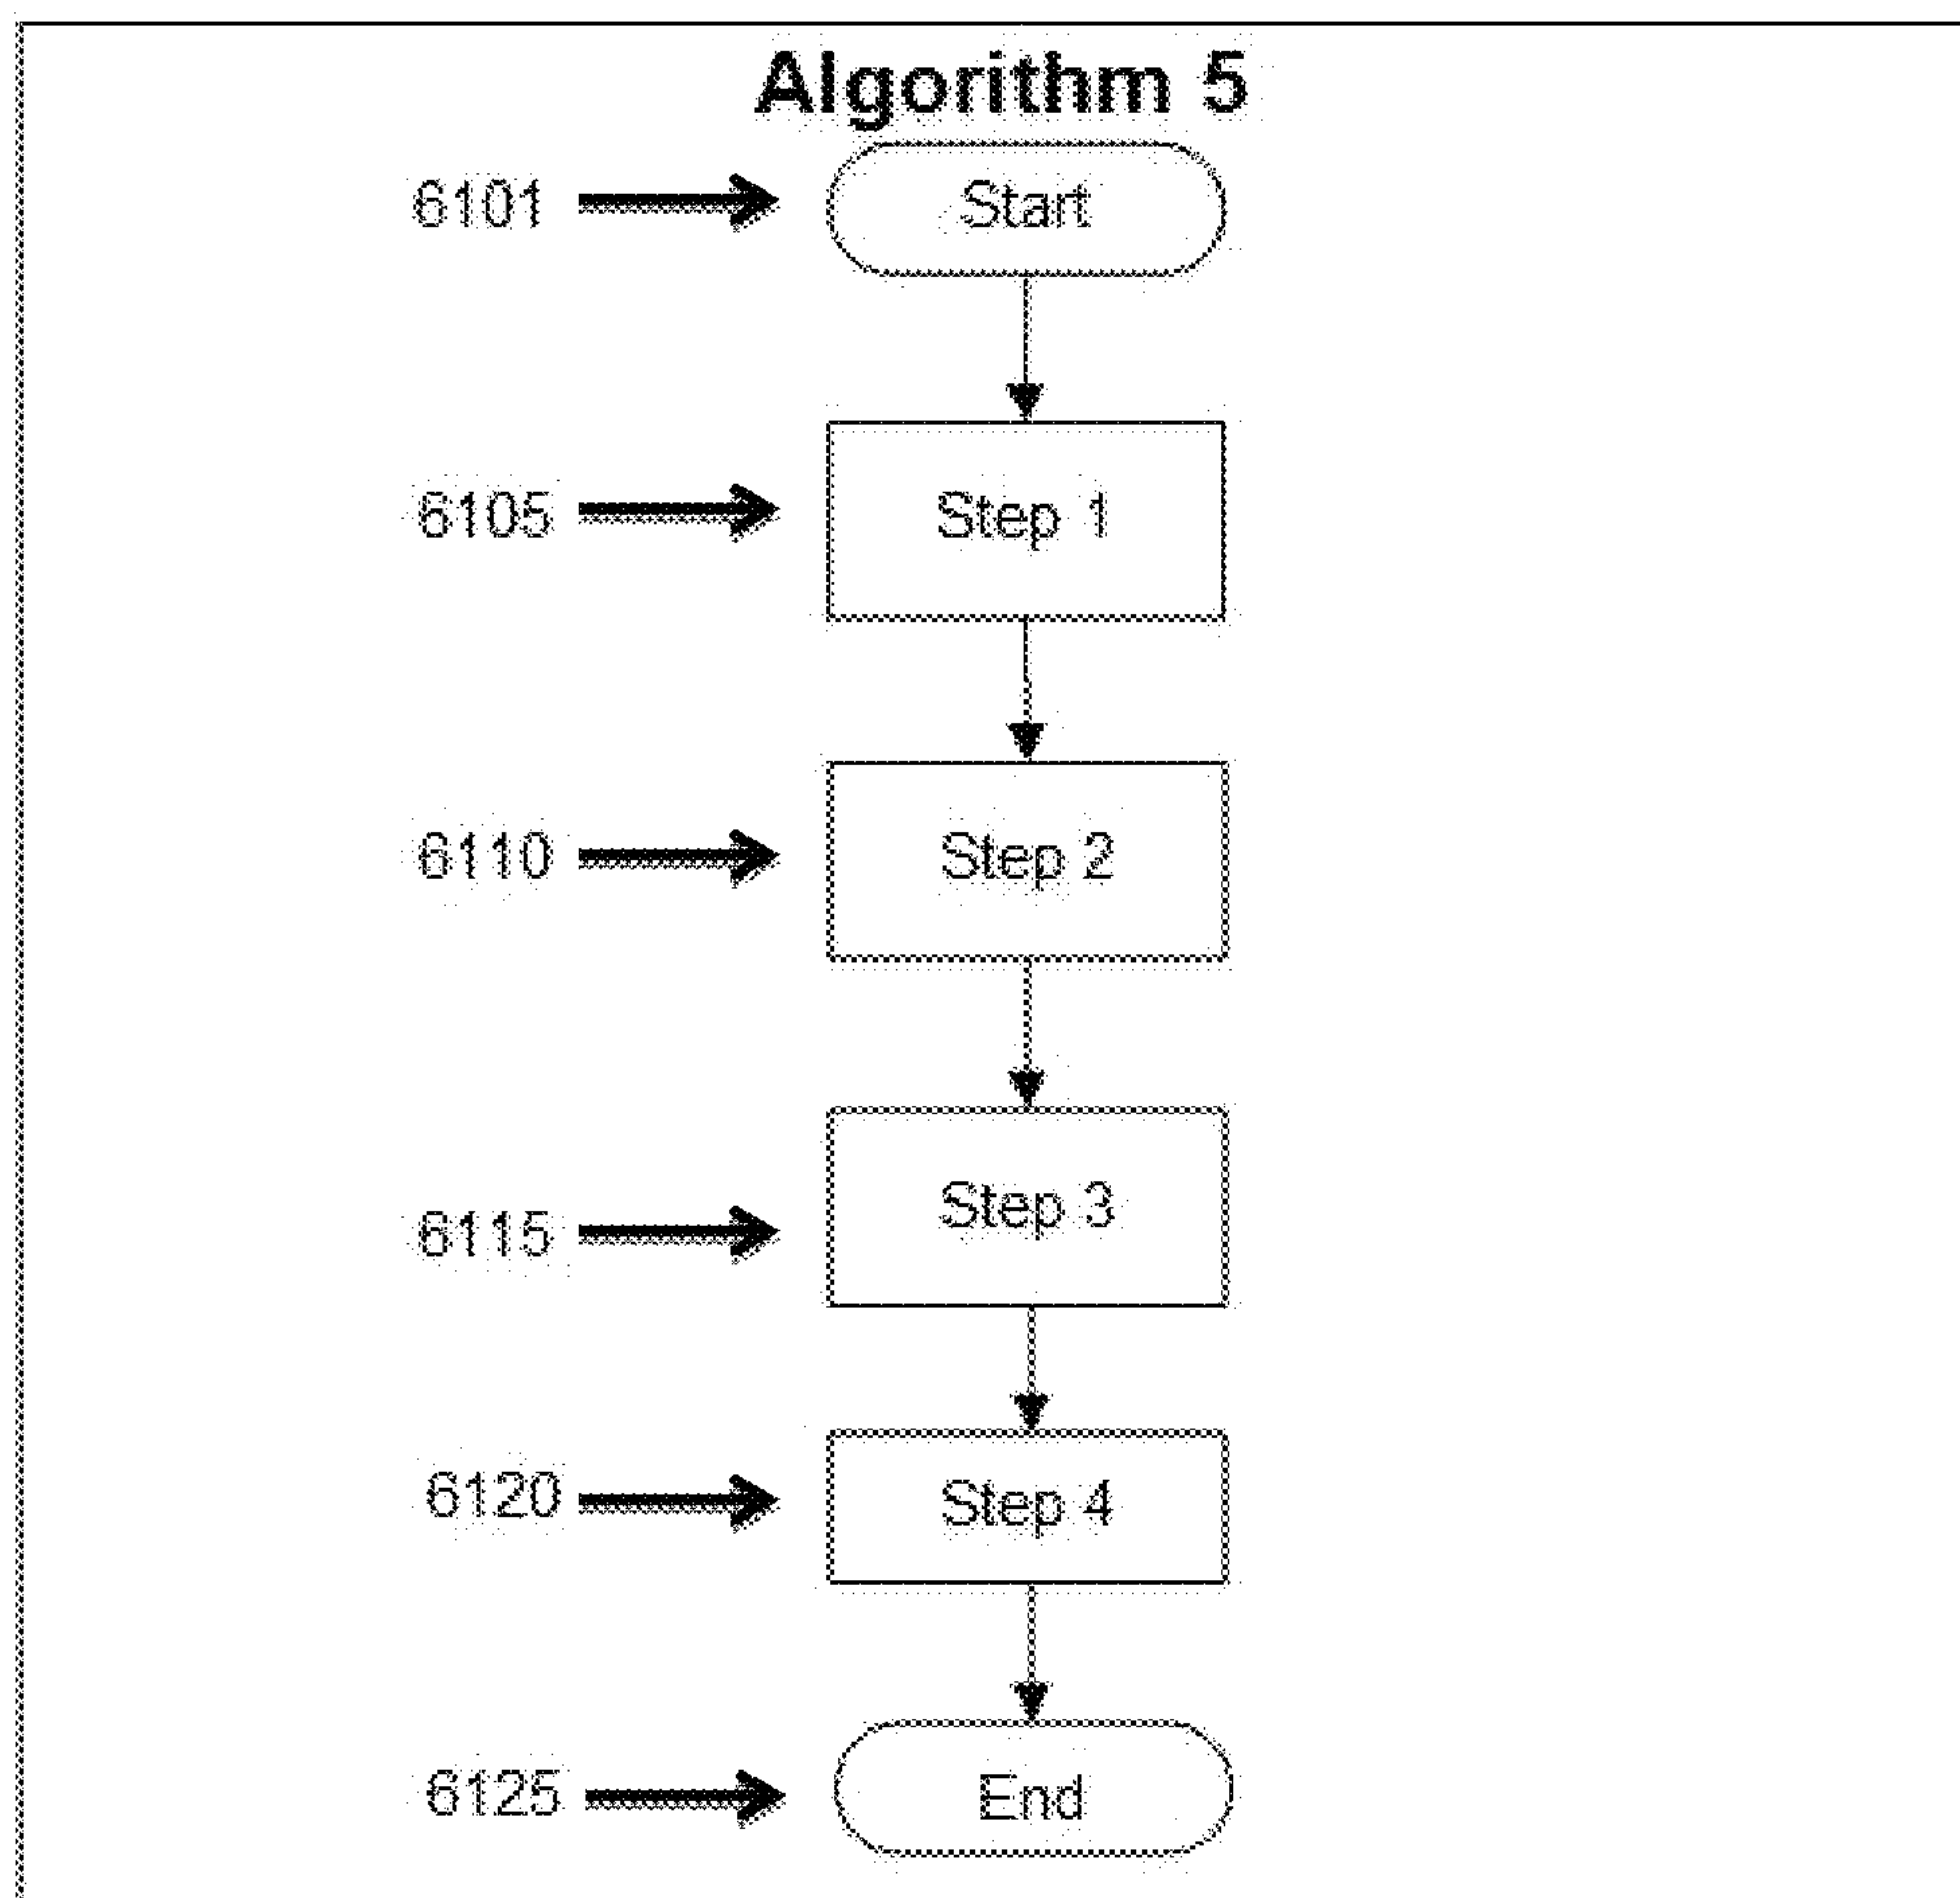 Algorithm 5
6101 Start
6105 Step 1
6110 Step 2
6115 Step 3
6120 Step 4
6125 End